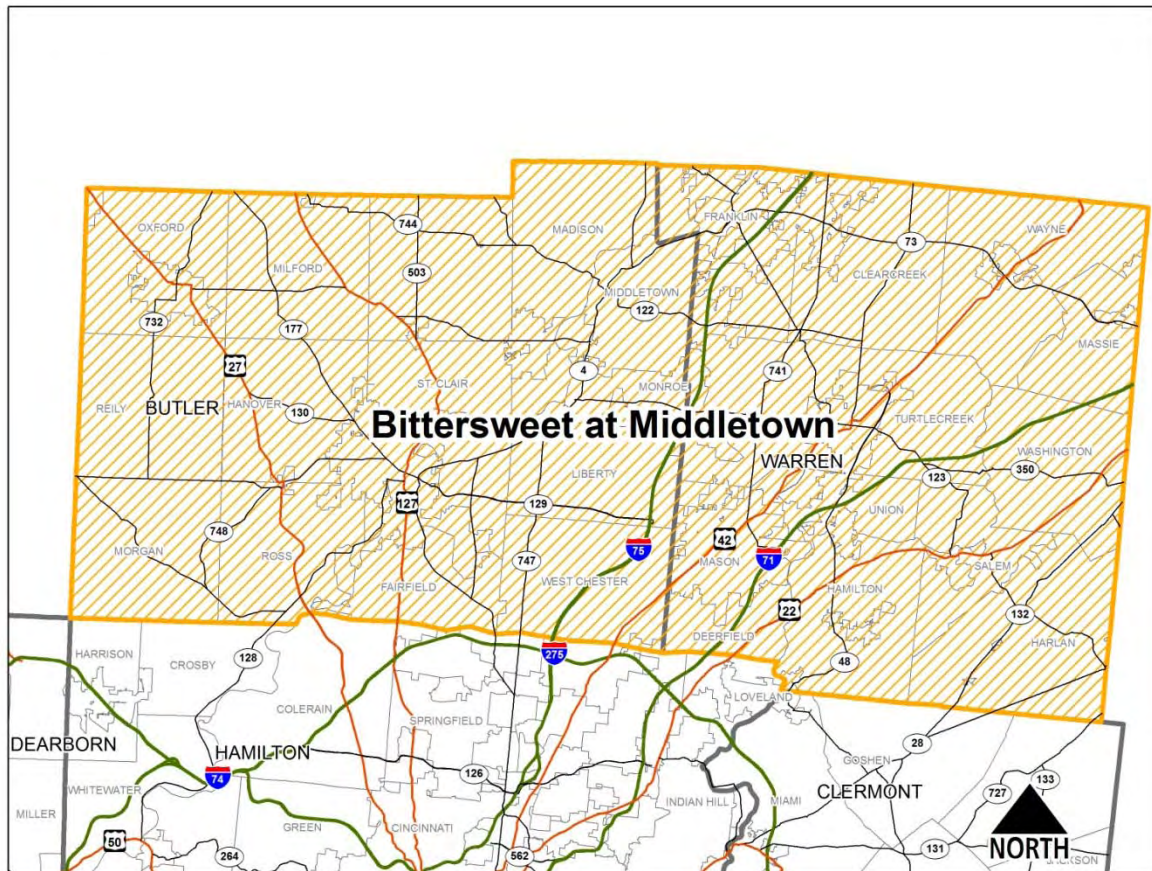 OXFORD
MILFORD
744
503
MADISON
FRANKLIN
73
WAYNE
CLEARCREEK
MIDDLETOWN
122
732
177
27
4
741
MASSIE
REILY
BUTLER
HANOVER
130
ST. CLAIR
MONROE
TURTLECREEK
Bittersweet at Middletown
LIBERTY
WARREN
WASHINGTON
350
123
127
129
748
UNION
MORGAN
ROSS
747
75
42
MASON
71
SALEM
FAIRFIELD
WEST CHESTER
HAMILTON
22
132
DEERFIELD
HARLAN
HARRISON
CROSBY
128
275
48
LOVELAND
COLERAIN
SPRINGFIELD
DEARBORN
HAMILTON
74
126
28
GOSHEN
CLERMONT
WHITEWATER
MILLER
INDIAN HILL
MIAMI
727
133
50
GREEN
264
CINCINNATI
562
131
NORTH